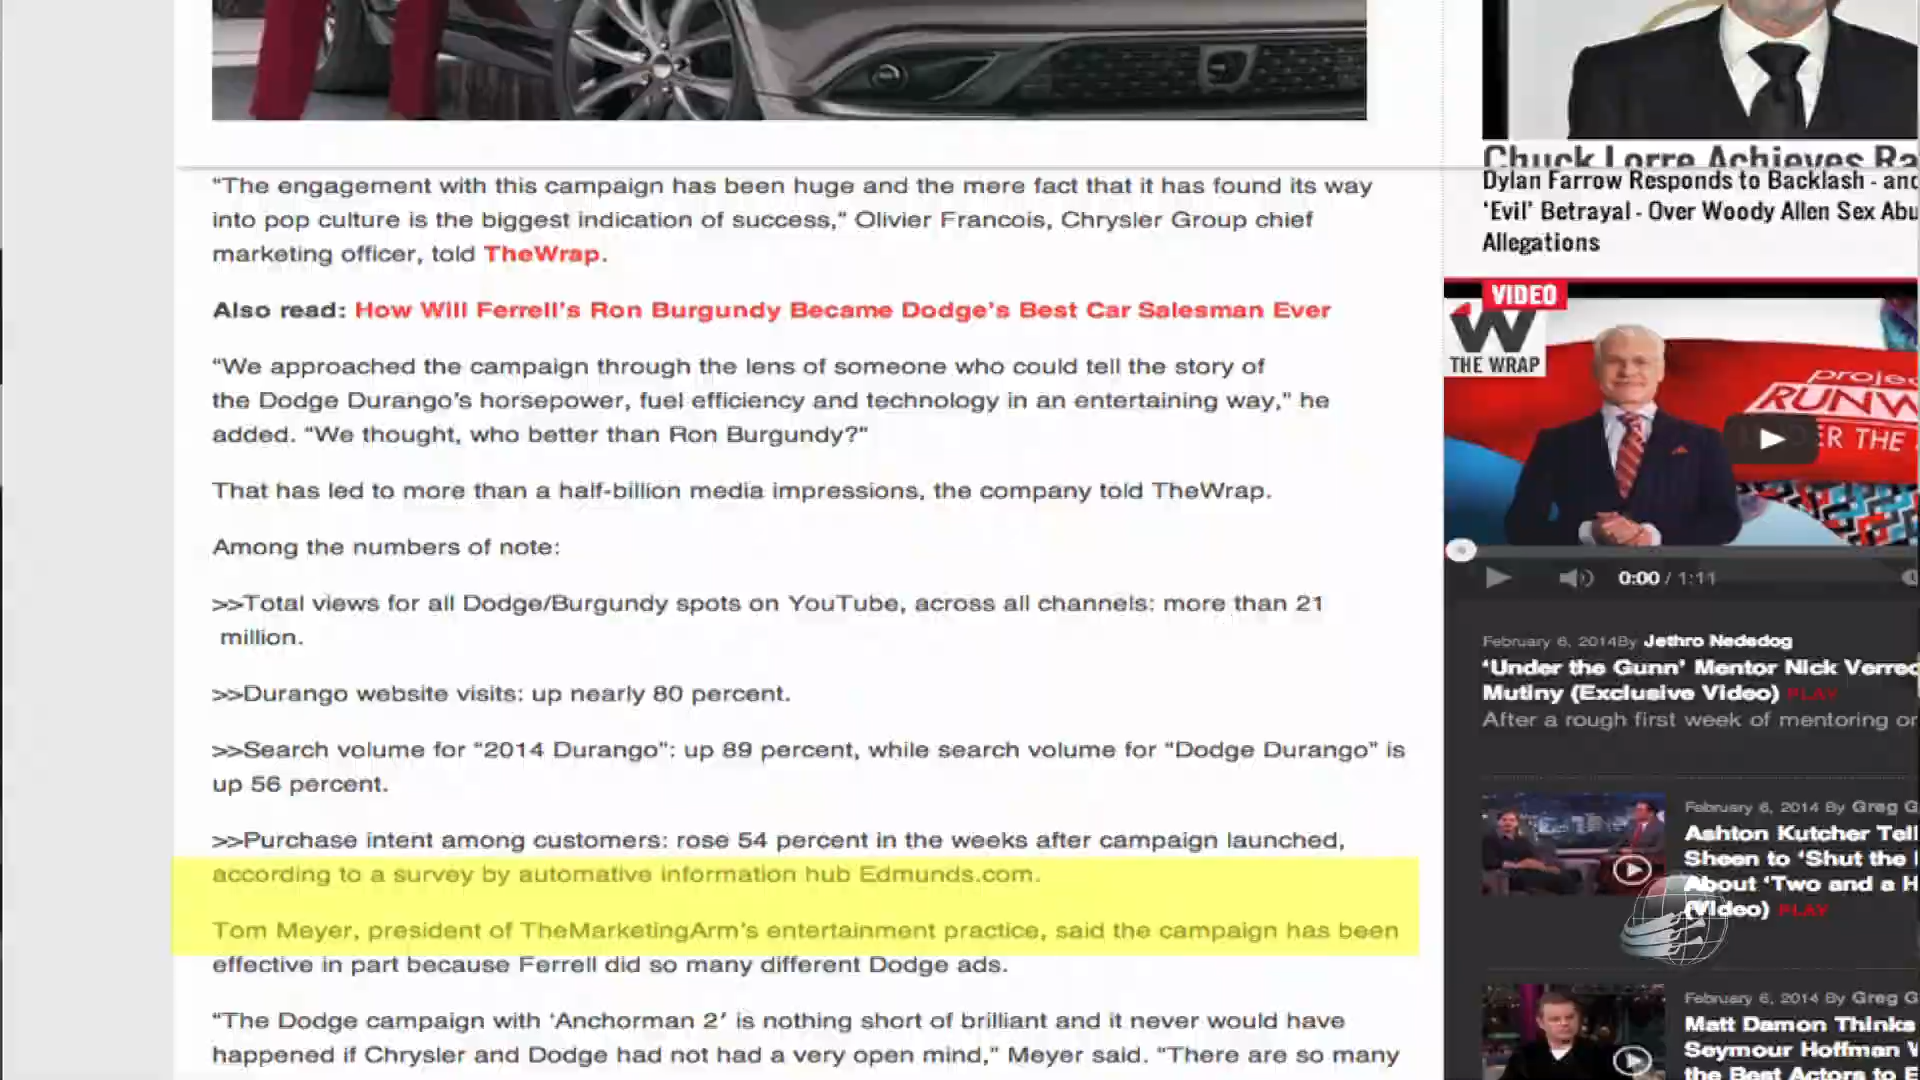 "The engagement with this campaign has been huge and the mere fact that it has found its way
into pop culture is the biggest indication of success," Olivier Francois, Chrysler Group chief
marketing officer, told TheWrap.
Also read: How Will Ferrell's Ron Burgundy Became Dodge's Best Car Salesman Ever
"We approached the campaign through the lens of someone who could tell the story of
the Dodge Durango's horsepower, fuel efficiency and technology in an entertaining way," he
added. "We thought, who better than Ron Burgundy?"
That has led to more than a half-billion media impressions, the company told TheWrap.
Among the numbers of note:
>>Total views for all Dodge/Burgundy spots on YouTube, across all channels: more than 21
million.
>>Durango website visits: up nearly 80 percent.
>>Search volume for "2014 Durango": up 89 percent, while search volume for "Dodge Durango" is
up 56 percent.
>>Purchase intent among customers: rose 54 percent in the weeks after campaign launched,
according to a survey by automative information hub Edmunds.com.
Tom Meyer, president of TheMarketingArm's entertainment practice, said the campaign has been
effective in part because Ferrell did so many different Dodge ads.
"The Dodge campaign with 'Anchorman 2' is nothing short of brilliant and it never would have
happened if Chrysler and Dodge had not had a very open mind," Meyer said. "There are so many
Chuck Lorre Achieves Ra
Dylan Farrow Responds to Backlash - and
'Evil' Betrayal - Over Woody Allen Sex Abu
Allegations
VIDEO
W
THE WRAP
projec
RUNW
ER THE
0:00 / 1:11
February 6, 2014By Jethro Nededog
'Under the Gunn' Mentor Nick Verreo
Mutiny (Exclusive Video) PLAY
After a rough first week of mentoring or
February 6, 2014 By Greg G
Ashton Kutcher Tell
Sheen to 'Shut the
About 'Two and a H
(Video) PLAY
February 6, 2014 By Greg G
Matt Damon Thinks
Seymour Hoffman
the Best Actors to E